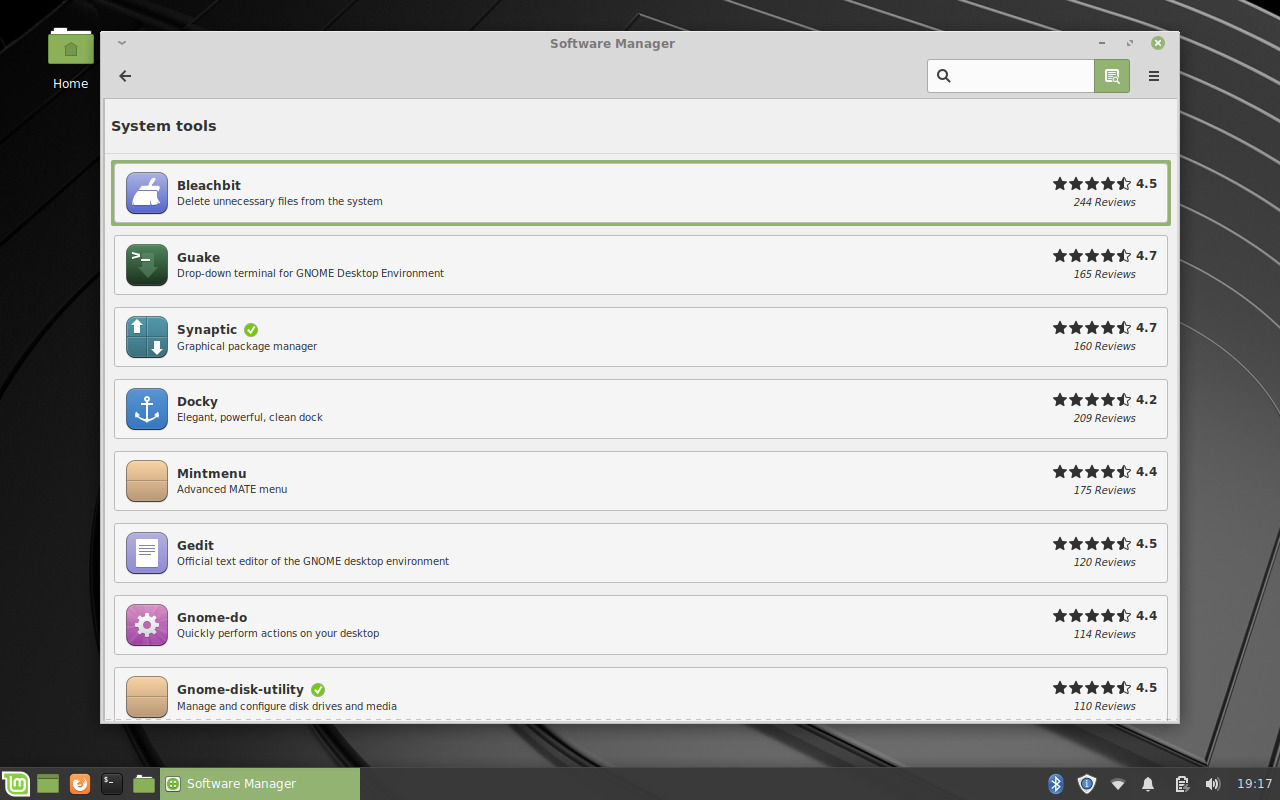 Home
Software Manager
System tools
Bleachbit
Delete unnecessary files from the system
4.5
244 Reviews
Guake
Drop-down terminal for GNOME Desktop Environment
4.7
165 Reviews
Synaptic
Graphical package manager
4.7
160 Reviews
Docky
Elegant, powerful, clean dock
4.2
209 Reviews
Mintmenu
Advanced MATE menu
4.4
175 Reviews
Gedit
Official text editor of the GNOME desktop environment
4.5
120 Reviews
Gnome-do
Quickly perform actions on your desktop
4.4
114 Reviews
Gnome-disk-utility
Manage and configure disk drives and media
4.5
110 Reviews
Software Manager
19:17